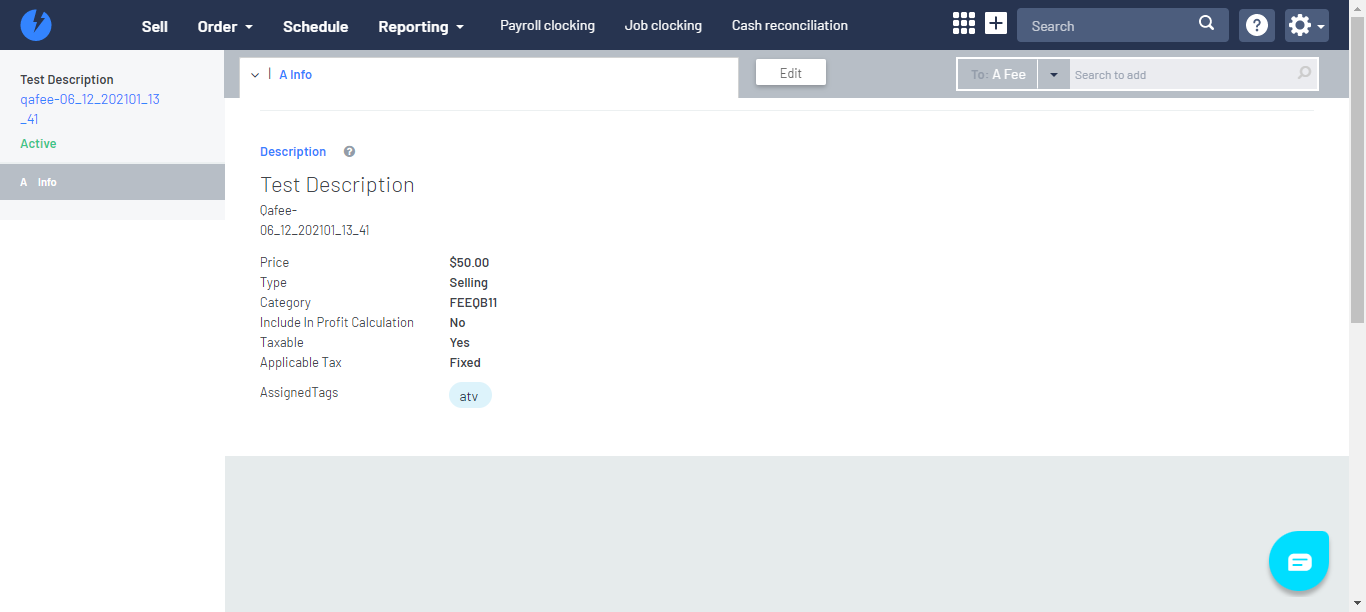 Sell Order Schedule Reporting Payroll clocking Job clocking Cash reconciliation Search
Test Description
qafee-06_12_202101_13
_41
Active
A Info
A Info
Edit
To: A Fee Search to add
Description
Test Description
Qafee-
06_12_202101_13_41
Price $50.00
Type Selling
Category FEEQB11
Include In Profit Calculation No
Taxable Yes
Applicable Tax Fixed
AssignedTags atv